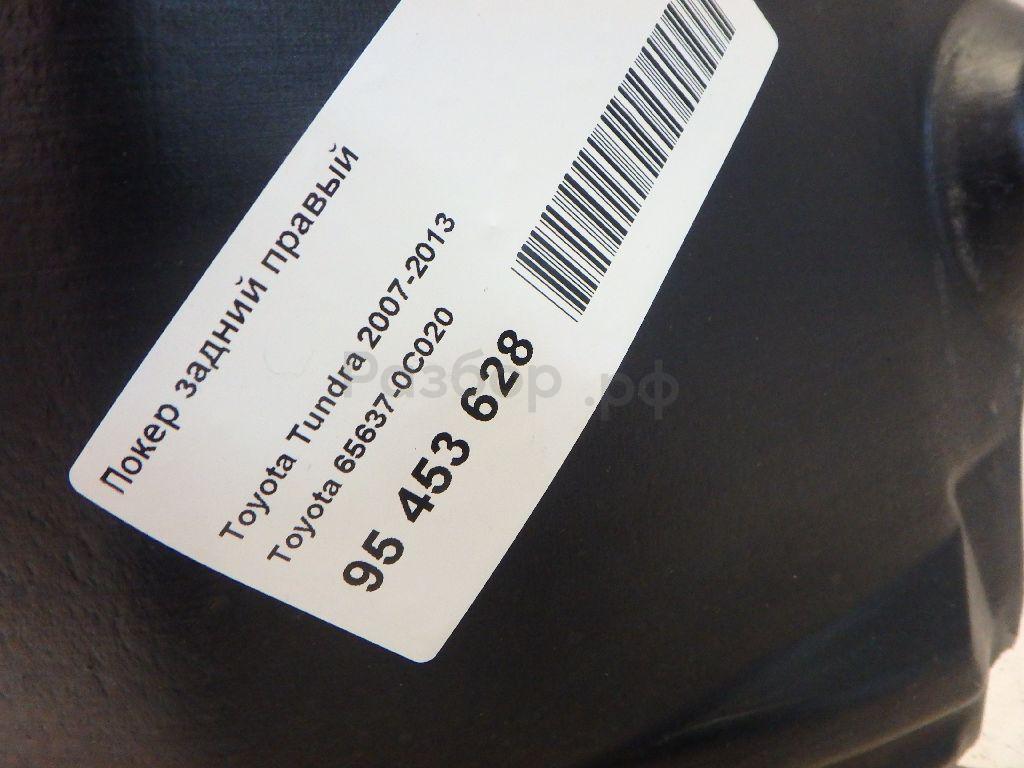 Локер задний правый
Toyota Tundra 2007-2013
Toyota 65637-0C020
95 453 628
Разбор.рф